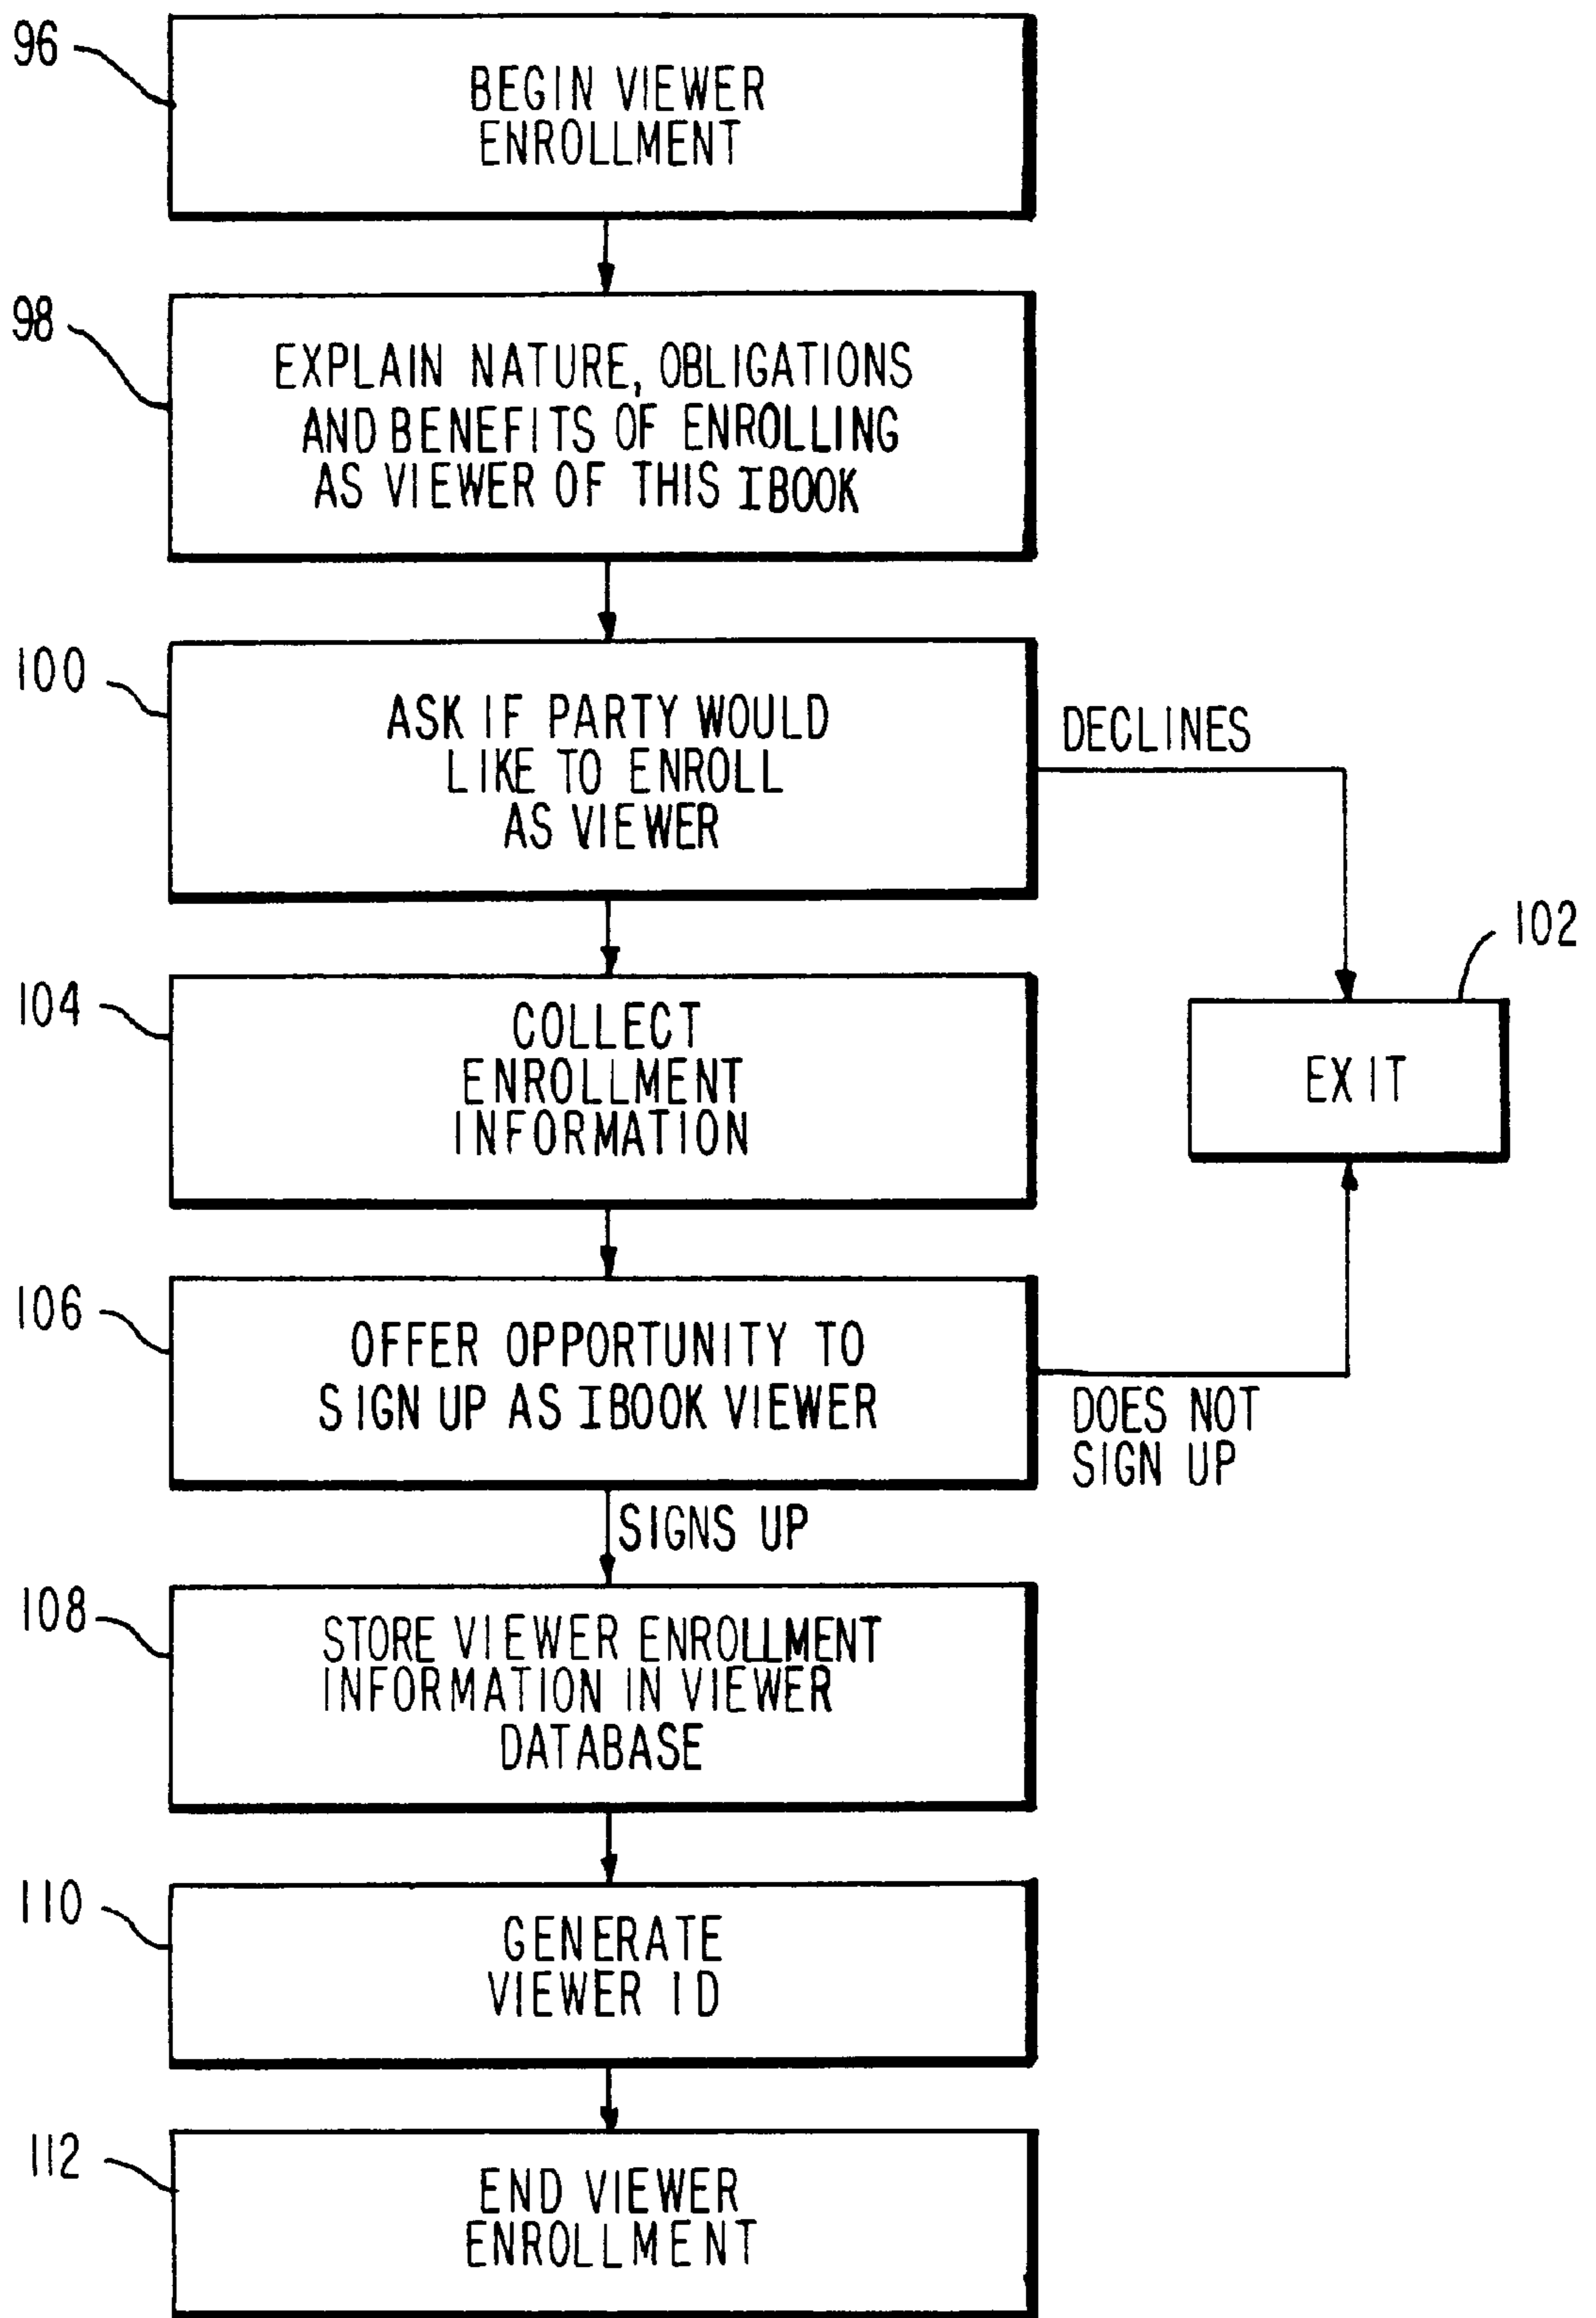 96
BEGIN VIEWER
ENROLLMENT
98
EXPLAIN NATURE, OBLIGATIONS
AND BENEFITS OF ENROLLING
AS VIEWER OF THIS IBOOK
100
ASK IF PARTY WOULD
LIKE TO ENROLL
AS VIEWER
DECLINES
102
EXIT
104
COLLECT
ENROLLMENT
INFORMATION
106
OFFER OPPORTUNITY TO
SIGN UP AS IBOOK VIEWER
DOES NOT
SIGN UP
SIGNS UP
108
STORE VIEWER ENROLLMENT
INFORMATION IN VIEWER
DATABASE
110
GENERATE
VIEWER ID
112
END VIEWER
ENROLLMENT